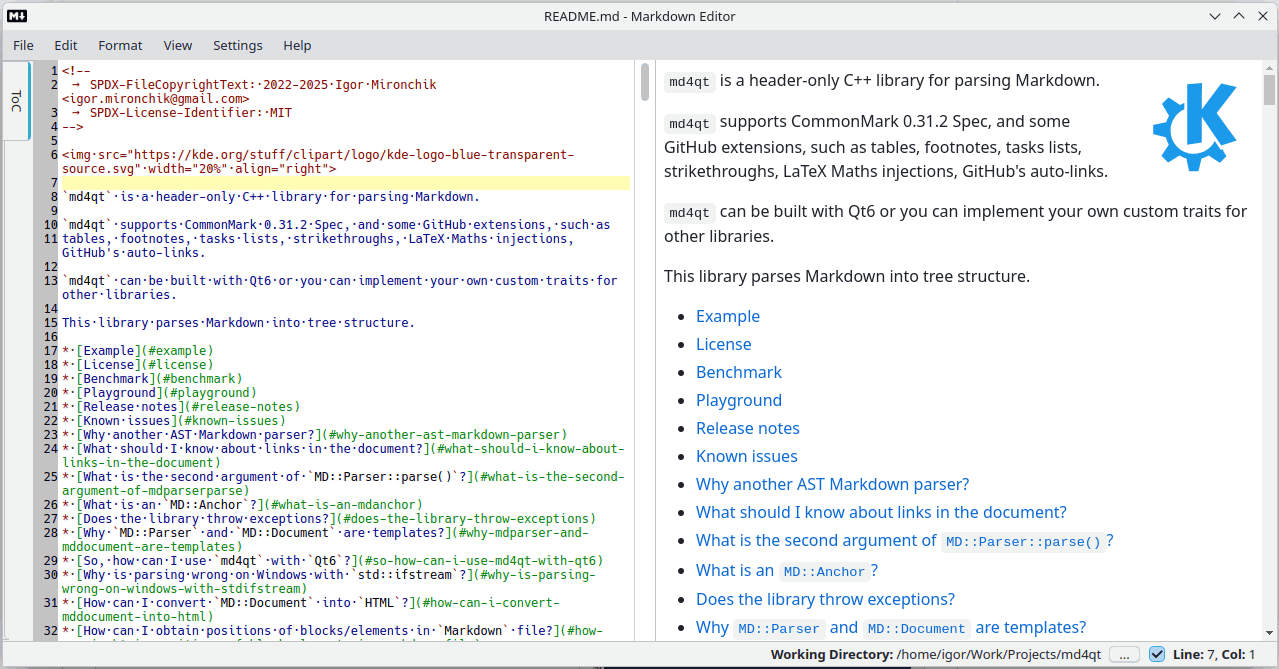 README.md - Markdown Editor
File Edit Format View Settings Help
ToC
1 <!--
2 → SPDX-FileCopyrightText:·2022-2025·Igor·Mironchik
<igor.mironchik@gmail.com>
3 → SPDX-License-Identifier:·MIT
4 -->
5
6 <img·src="https://kde.org/stuff/clipart/logo/kde-logo-blue-transparent-
source.svg"·width="20%"·align="right">
7
8 `md4qt`·is·a·header-only·C++·library·for·parsing·Markdown.
9
10 `md4qt`·supports·CommonMark·0.31.2·Spec,·and·some·GitHub·extensions,·such·as
11 tables,·footnotes,·tasks·lists,·strikethroughs,·LaTeX·Maths·injections,
GitHub's·auto-links.
12
13 `md4qt`·can·be·built·with·Qt6·or·you·can·implement·your·own·custom·traits·for
other·libraries.
14
15 This·library·parses·Markdown·into·tree·structure.
16
17 *·[Example](#example)
18 *·[License](#license)
19 *·[Benchmark](#benchmark)
20 *·[Playground](#playground)
21 *·[Release·notes](#release-notes)
22 *·[Known·issues](#known-issues)
23 *·[Why·another·AST·Markdown·parser?](#why-another-ast-markdown-parser)
24 *·[What·should·I·know·about·links·in·the·document?](#what-should-i-know-about-
links-in-the-document)
25 *·[What·is·the·second·argument·of·`MD::Parser::parse()`?](#what-is-the-second-
argument-of-mdparserparse)
26 *·[What·is·an·`MD::Anchor`?](#what-is-an-mdanchor)
27 *·[Does·the·library·throw·exceptions?](#does-the-library-throw-exceptions)
28 *·[Why·`MD::Parser`·and·`MD::Document`·are·templates?](#why-mdparser-and-
mddocument-are-templates)
29 *·[So,·how·can·I·use·`md4qt`·with·`Qt6`?](#so-how-can-i-use-md4qt-with-qt6)
30 *·[Why·is·parsing·wrong·on·Windows·with·`std::ifstream`?](#why-is-parsing-
wrong-on-windows-with-stdifstream)
31 *·[How·can·I·convert·`MD::Document`·into·`HTML`?](#how-can-i-convert-
mddocument-into-html)
32 *·[How·can·I·obtain·positions·of·blocks/elements·in·`Markdown`·file?](#how-
md4qt is a header-only C++ library for parsing Markdown.
md4qt supports CommonMark 0.31.2 Spec, and some
GitHub extensions, such as tables, footnotes, tasks lists,
strikethroughs, LaTeX Maths injections, GitHub's auto-links.
md4qt can be built with Qt6 or you can implement your own custom traits for
other libraries.
This library parses Markdown into tree structure.
• Example
• License
• Benchmark
• Playground
• Release notes
• Known issues
• Why another AST Markdown parser?
• What should I know about links in the document?
• What is the second argument of MD::Parser::parse() ?
• What is an MD::Anchor ?
• Does the library throw exceptions?
• Why MD::Parser and MD::Document are templates?
Working Directory: /home/igor/Work/Projects/md4qt ... Line: 7, Col: 1